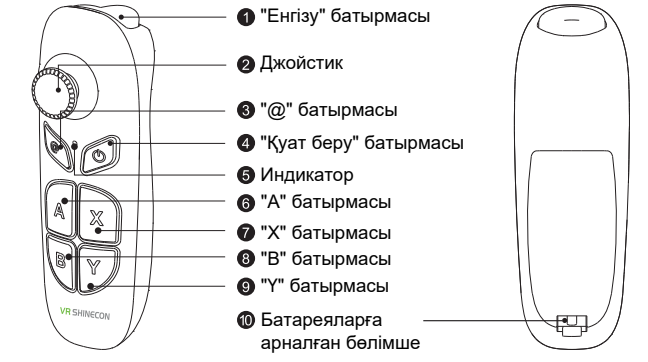 ❶ "Енгізу" батырмасы
❷ Джойстик
❸ "@" батырмасы
❹ "Қуат беру" батырмасы
❺ Индикатор
❻ "A" батырмасы
❼ "X" батырмасы
❽ "B" батырмасы
❾ "Y" батырмасы
❿ Батареяларға
арналған бөлімше
@
A
X
B
Y
VR SHINECON